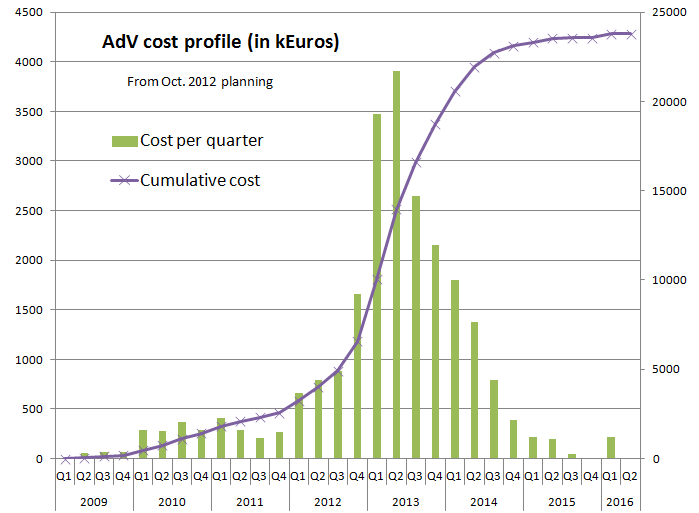 AdV cost profile (in kEuros)
From Oct. 2012 planning
Cost per quarter
Cumulative cost
4500
4000
3500
3000
2500
2000
1500
1000
500
0
25000
20000
15000
10000
5000
0
Q1 Q2 Q3 Q4 Q1 Q2 Q3 Q4 Q1 Q2 Q3 Q4 Q1 Q2 Q3 Q4 Q1 Q2 Q3 Q4 Q1 Q2 Q3 Q4 Q1 Q2 Q3 Q4 Q1 Q2
2009 2010 2011 2012 2013 2014 2015 2016